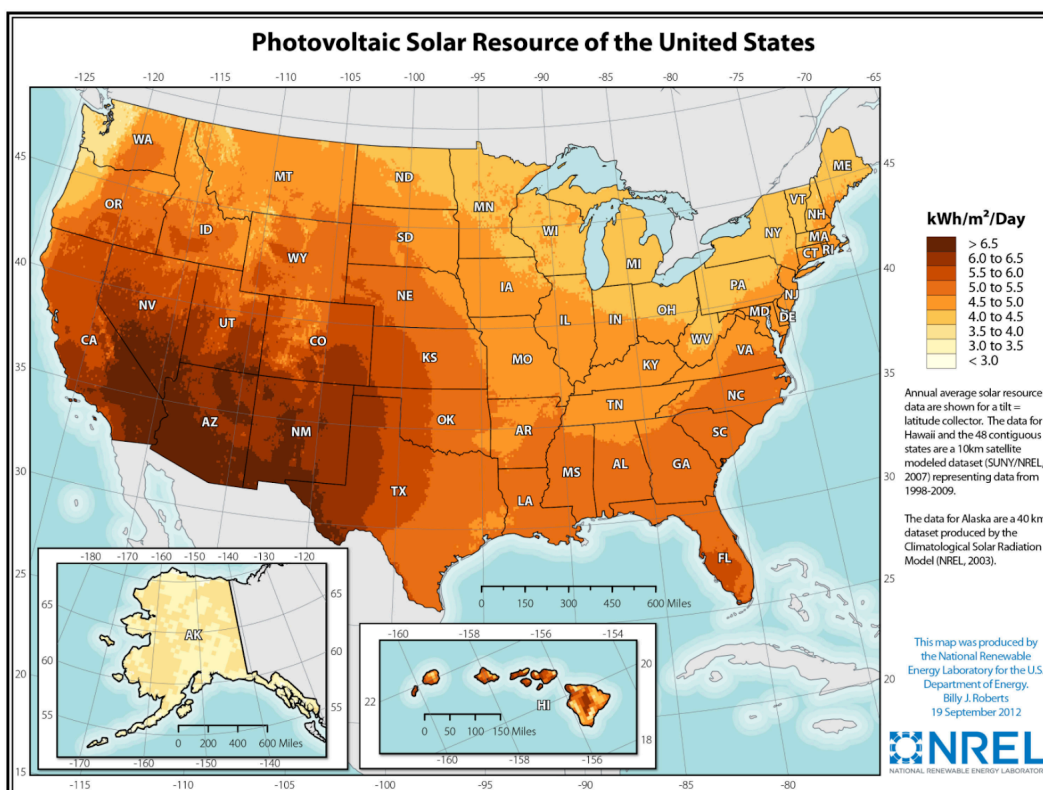 Photovoltaic Solar Resource of the United States
-125 -120 -115 -110 -105 -100 -95 -90 -85 -80 -75 -70 -65
45
40
35
30
25
20
15
45
40
35
30
25
20
-115 -110 -105 -100 -95 -90 -85 -80
WA
OR
CA
NV
ID
MT
WY
UT
AZ
CO
NM
ND
SD
NE
KS
OK
TX
MN
IA
MO
AR
LA
WI
IL
MI
IN
OH
KY
TN
MS
AL
GA
FL
SC
NC
VA
WV
PA
NY
VT
NH
ME
MA
CT RI
NJ
DE
MD
kWh/m²/Day
> 6.5
6.0 to 6.5
5.5 to 6.0
5.0 to 5.5
4.5 to 5.0
4.0 to 4.5
3.5 to 4.0
3.0 to 3.5
< 3.0
Annual average solar resource
data are shown for a tilt =
latitude collector. The data for
Hawaii and the 48 contiguous
states are a 10km satellite
modeled dataset (SUNY/NREL,
2007) representing data from
1998-2009.
The data for Alaska are a 40 km
dataset produced by the
Climatological Solar Radiation
Model (NREL, 2003).
0 150 300 450 600 Miles
-180 -170 -160 -150 -140 -130 -120 -110
65
60
55
65
60
55
AK
0 200 400 600 Miles
-170 -160 -150 -140
-160 -158 -156 -154
22
20
18
HI
0 50 100 150 Miles
-160 -158 -156
This map was produced by
the National Renewable
Energy Laboratory for the U.S.
Department of Energy.
Billy J. Roberts
19 September 2012
NREL
NATIONAL RENEWABLE ENERGY LABORATOR